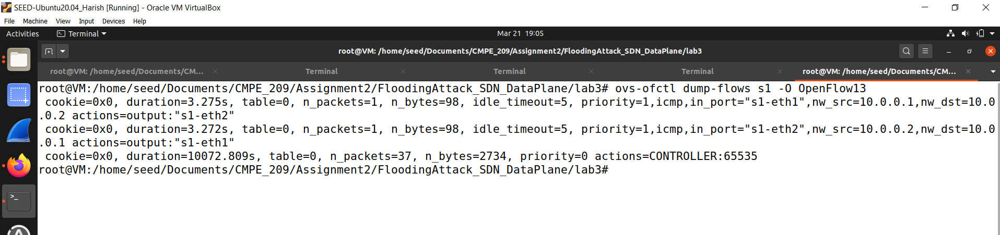 SEED-Ubuntu20.04_Harish [Running] - Oracle VM VirtualBox
File Machine View Input Devices Help
Activities Terminal Mar 21 19:05
root@VM: /home/seed/Documents/CMPE_209/Assignment2/FloodingAttack_SDN_DataPlane/lab3
root@VM: /home/seed/Documents/CM... Terminal Terminal Terminal root@VM: /home/seed/Documents/CM...
root@VM:/home/seed/Documents/CMPE_209/Assignment2/FloodingAttack_SDN_DataPlane/lab3# ovs-ofctl dump-flows s1 -O OpenFlow13
cookie=0x0, duration=3.275s, table=0, n_packets=1, n_bytes=98, idle_timeout=5, priority=1,icmp,in_port="s1-eth1",nw_src=10.0.0.1,nw_dst=10.0
.0.2 actions=output:"s1-eth2"
cookie=0x0, duration=3.272s, table=0, n_packets=1, n_bytes=98, idle_timeout=5, priority=1,icmp,in_port="s1-eth2",nw_src=10.0.0.2,nw_dst=10.0
.0.1 actions=output:"s1-eth1"
cookie=0x0, duration=10072.809s, table=0, n_packets=37, n_bytes=2734, priority=0 actions=CONTROLLER:65535
root@VM:/home/seed/Documents/CMPE_209/Assignment2/FloodingAttack_SDN_DataPlane/lab3#